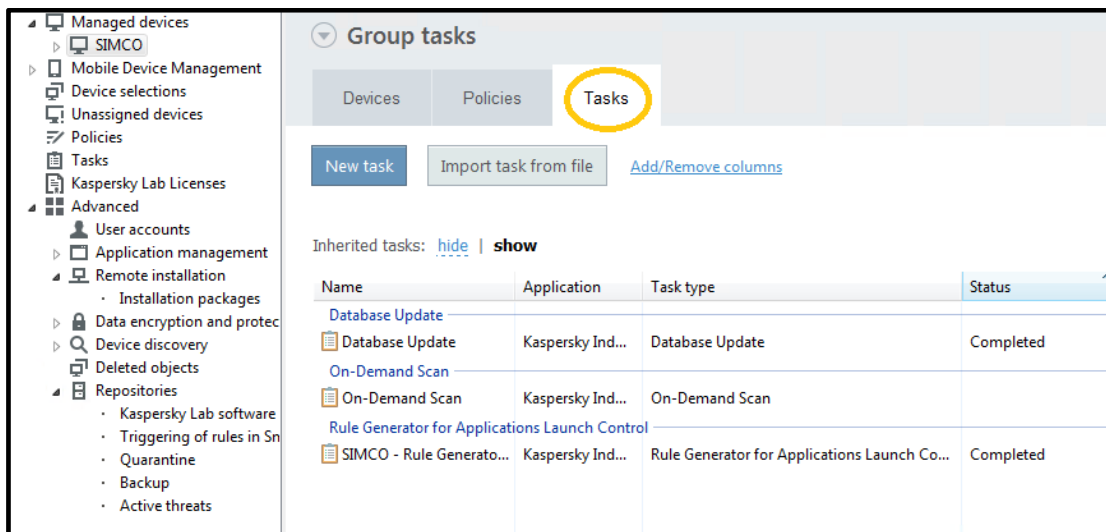 Managed devices
SIMCO
Mobile Device Management
Device selections
Unassigned devices
Policies
Tasks
Kaspersky Lab Licenses
Advanced
User accounts
Application management
Remote installation
Installation packages
Data encryption and protec
Device discovery
Deleted objects
Repositories
Kaspersky Lab software
Triggering of rules in Sn
Quarantine
Backup
Active threats
Group tasks
Devices Policies Tasks
New task Import task from file Add/Remove columns
Inherited tasks: hide | show
Name Application Task type Status
Database Update
Database Update Kaspersky Ind... Database Update Completed
On-Demand Scan
On-Demand Scan Kaspersky Ind... On-Demand Scan
Rule Generator for Applications Launch Control
SIMCO - Rule Generato... Kaspersky Ind... Rule Generator for Applications Launch Co... Completed